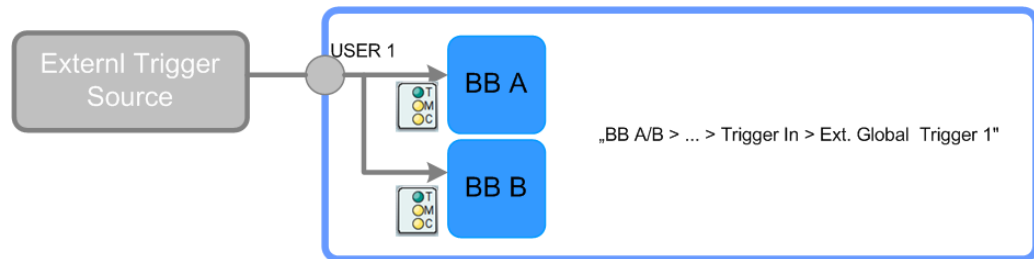 Externl Trigger
Source
USER 1
T
M
C
BB A
T
M
C
BB B
„BB A/B > ... > Trigger In > Ext. Global  Trigger 1"